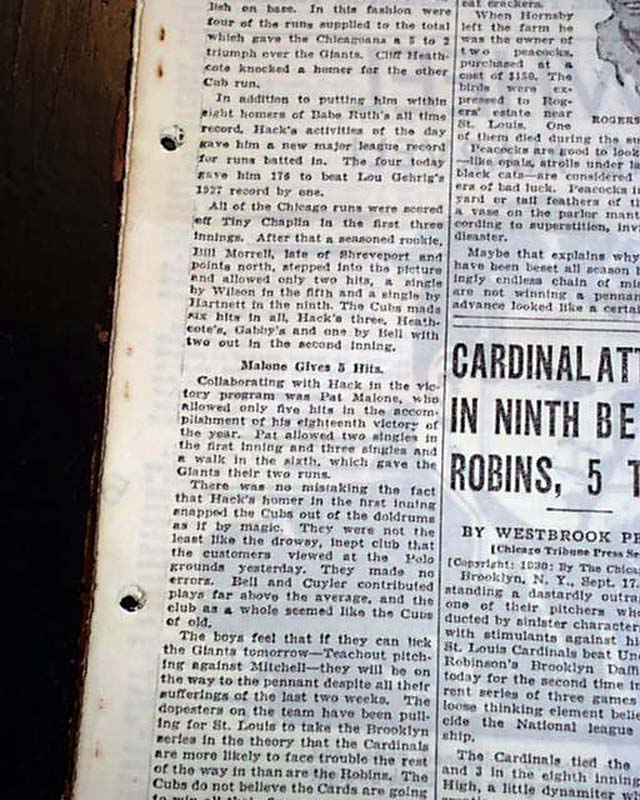 lish on base. In this fashion were
four of the runs supplied to the total
which gave the Chicagoans a 5 to 2
triumph over the Giants. Cliff Heath-
cote knocked a homer for the other
Cub run.
In addition to putting him within
eight homers of Babe Ruth's all time
record, Hack's activities of the day
gave him a new major league record
for runs batted in. The four today
gave him 176 to beat Lou Gehrig's
1927 record by one.
All of the Chicago runs were scored
off Tiny Chaplin in the first three
innings. After that a seasoned rookie,
Bill Morrell, late of Shreveport and
points north, stepped into the picture
and allowed only two hits, a single
by Wilson in the fifth and a single by
Hartnett in the ninth. The Cubs made
six hits in all, Hack's three, Heath-
cote's, Gabby's and one by Bell with
two out in the second inning.
Malone Gives 5 Hits.
Collaborating with Hack in the vic-
tory program was Pat Malone, who
allowed only five hits in the accom-
plishment of his eighteenth victory of
the year. Pat allowed two singles in
the first inning and three singles and
a walk in the sixth, which gave the
Giants their two runs.
There was no mistaking the fact
that Hack's homer in the first inning
snapped the Cubs out of the doldrums
as if by magic. They were not the
least like the drowsy, inept club that
the customers viewed at the Polo
grounds yesterday. They made no
errors. Bell and Cuyler contributed
plays far above the average, and the
club as a whole seemed like the Cubs
of old.
The boys feel that if they can lick
the Giants tomorrow—Teachout pitch-
ing against Mitchell—they will be on
the way to the pennant despite all their
sufferings of the last two weeks. The
dopesters on the team have been pull-
ing for St. Louis to take the Brooklyn
series in the theory that the Cardinals
are more likely to face trouble the rest
of the way in than are the Robins. The
Cubs do not believe the Cards are going
eat crackers.
When Hornsby
left the farm he
was the owner of
two peacocks,
purchased at a
cost of $150. The
birds were ex-
pressed to Rog-
ers' estate near
St. Louis. One
ROGERS
of them died during the su
Peacocks are good to look
—like opals, strolls under la
black cats—are considered
ers of bad luck. Peacocks i
yard or tail feathers of t
a vase on the parlor man
cording to superstition, inv
disaster.
Maybe that explains why
have been beset all season
ingly endless chain of mi
are not winning a penna
advance looked like a certai
CARDINAL AT
IN NINTH BE
ROBINS, 5 T
BY WESTBROOK PE
[Chicago Tribune Press Se
[Copyright: 1930: By The Chica
Brooklyn, N. Y., Sept. 17.
standing a dastardly outra
one of their pitchers wh
ducted by sinister character
with stimulants against hi
St. Louis Cardinals beat Un
Robinson's Brooklyn Daff
today for the second time i
rent series of three games
loose thinking element beli
cide the National league
ship.
The Cardinals tied the
and 3 in the eighth inning
High, a little dynamiter w